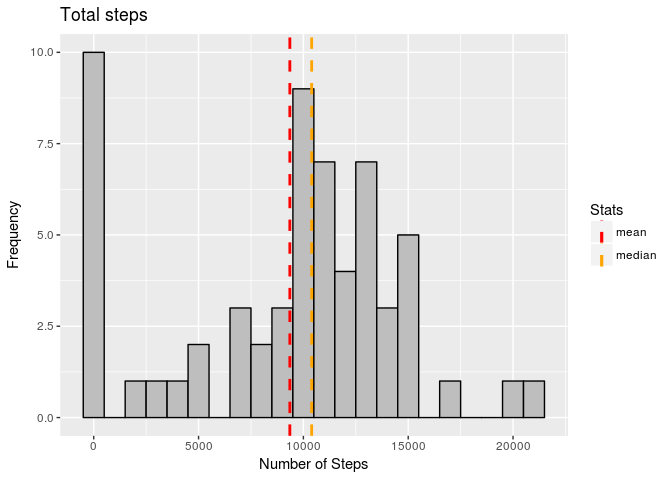 Total steps
10.0
7.5
5.0
2.5
0.0
Frequency
0
5000
10000
15000
20000
Number of Steps
Stats
mean
median